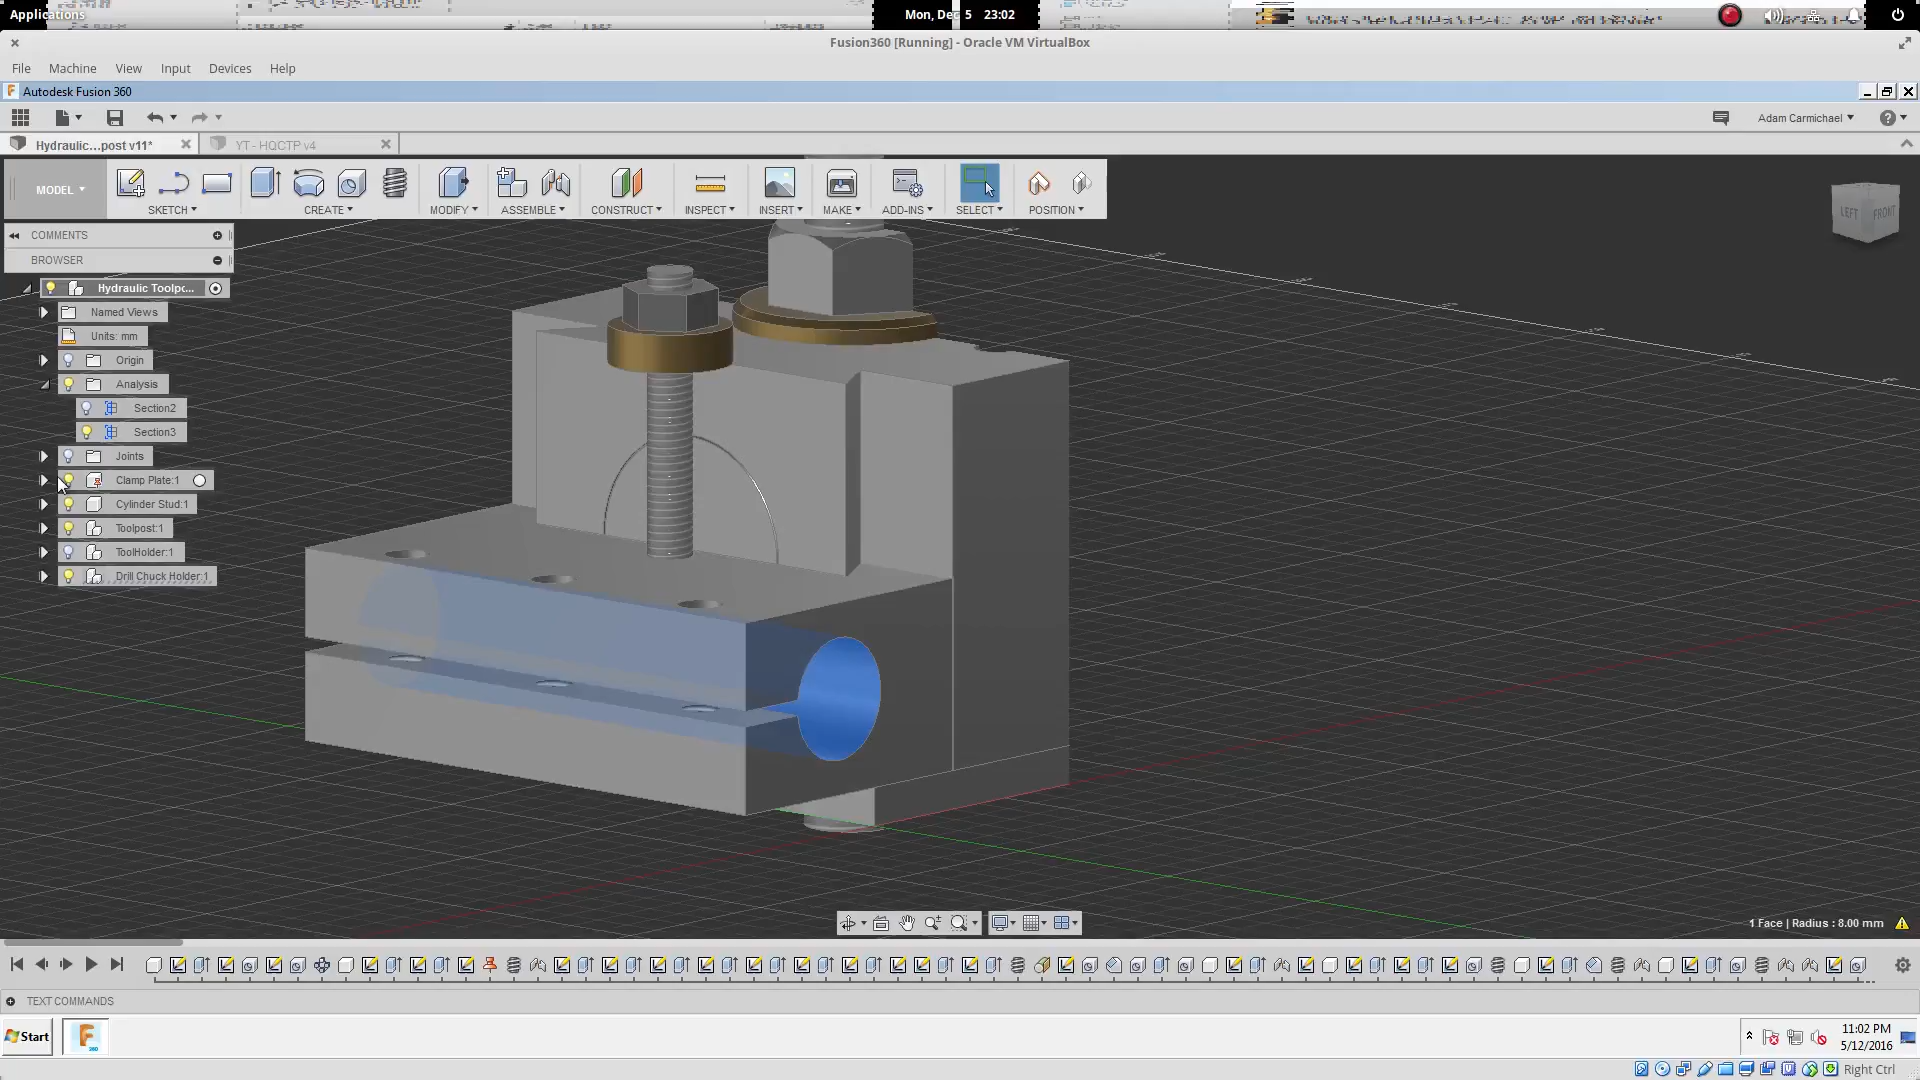 Applications
Mon, Dec 5 23:02
Fusion360 [Running] - Oracle VM VirtualBox
File Machine View Input Devices Help
Autodesk Fusion 360
Adam Carmichael
Hydraulic...post v11*
YT - HQCTP v4
MODEL
SKETCH
CREATE
MODIFY
ASSEMBLE
CONSTRUCT
INSPECT
INSERT
MAKE
ADD-INS
SELECT
POSITION
LEFT
FRONT
COMMENTS
BROWSER
Hydraulic Toolpc...
Named Views
Units: mm
Origin
Analysis
Section2
Section3
Joints
Clamp Plate:1
Cylinder Stud:1
Toolpost:1
ToolHolder:1
Drill Chuck Holder:1
1 Face | Radius : 8.00 mm
TEXT COMMANDS
Start
11:02 PM
5/12/2016
Right Ctrl